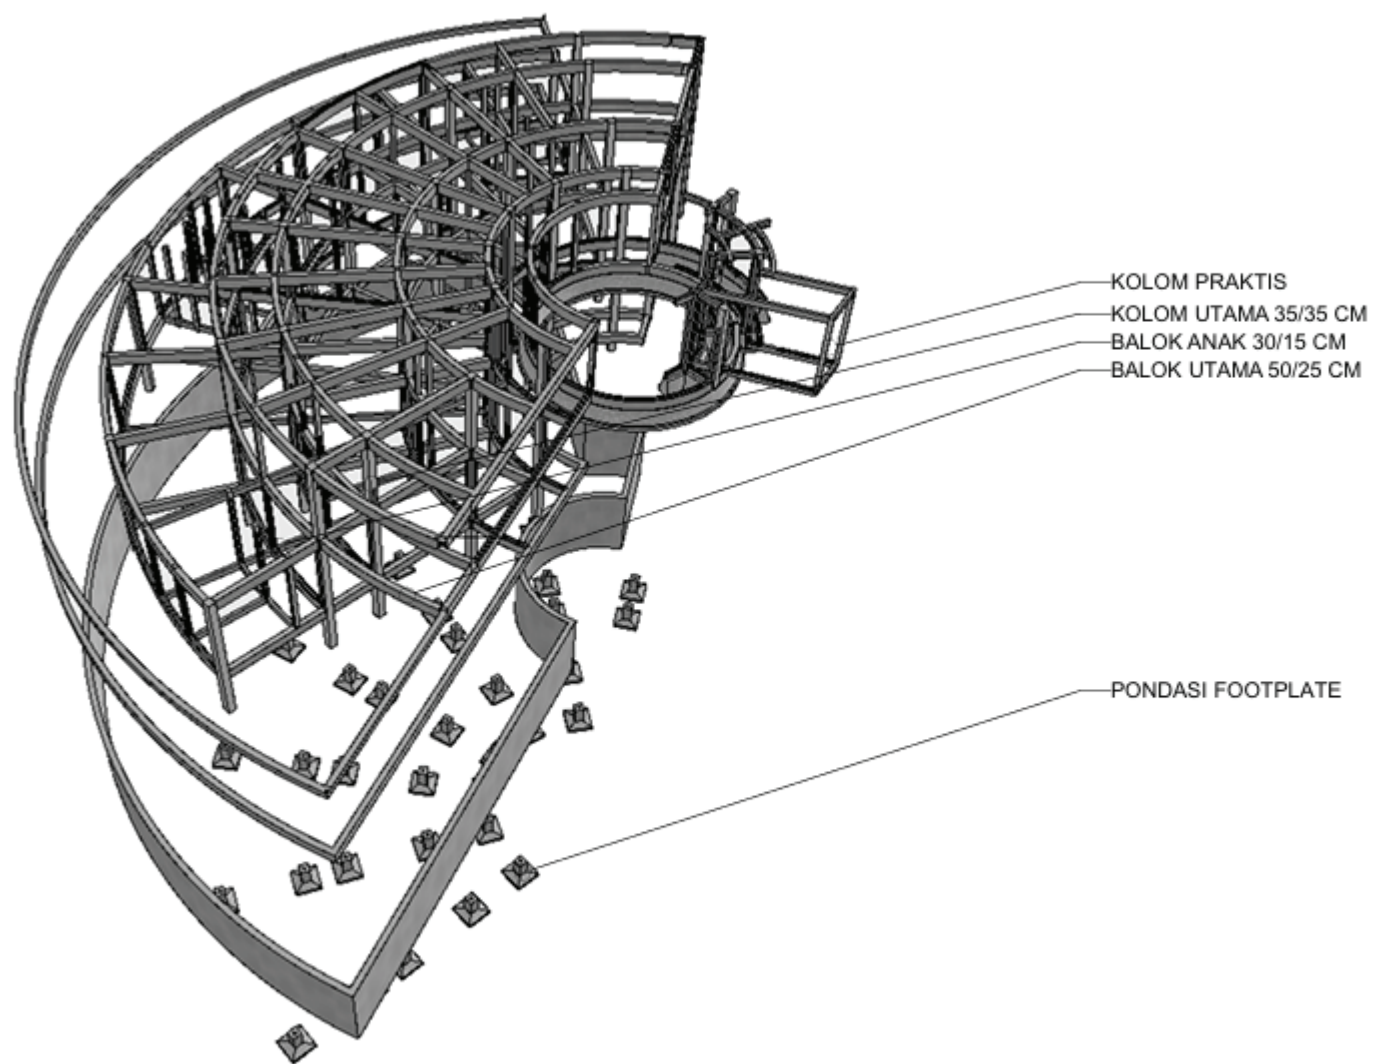 KOLOM PRAKTIS
KOLOM UTAMA 35/35 CM
BALOK ANAK 30/15 CM
BALOK UTAMA 50/25 CM
PONDASI FOOTPLATE